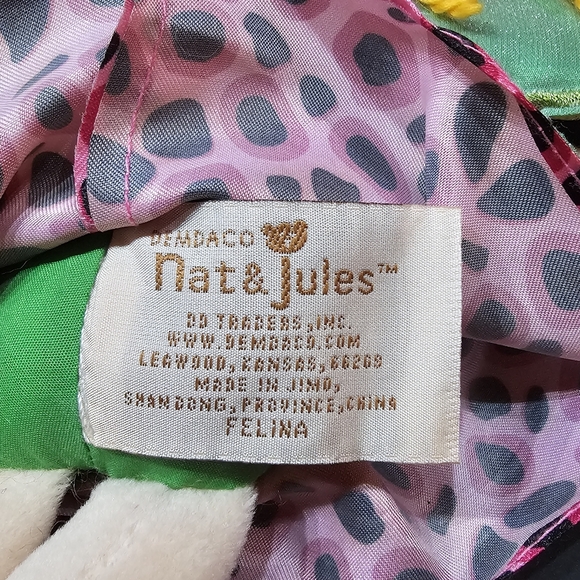 DEMDACO
nat & jules™
DD TRADERS, INC.
WWW.DEMDACO.COM
LEAWOOD, KANSAS, 66209
MADE IN JIMO,
SHANDONG, PROVINCE, CHINA
FELINA